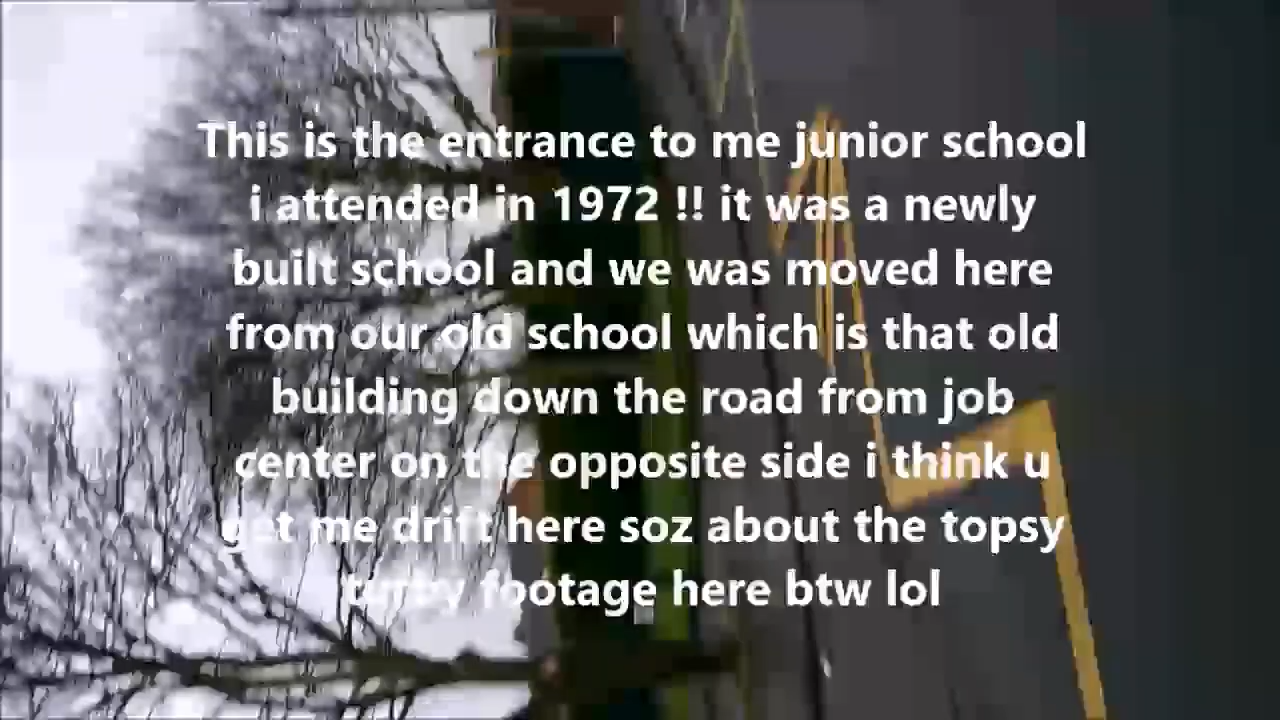 This is the entrance to me junior school
i attended in 1972 !! it was a newly
built school and we was moved here
from our old school which is that old
building down the road from job
center on the opposite side i think u
get me drift here soz about the topsy
turvy footage here btw lol